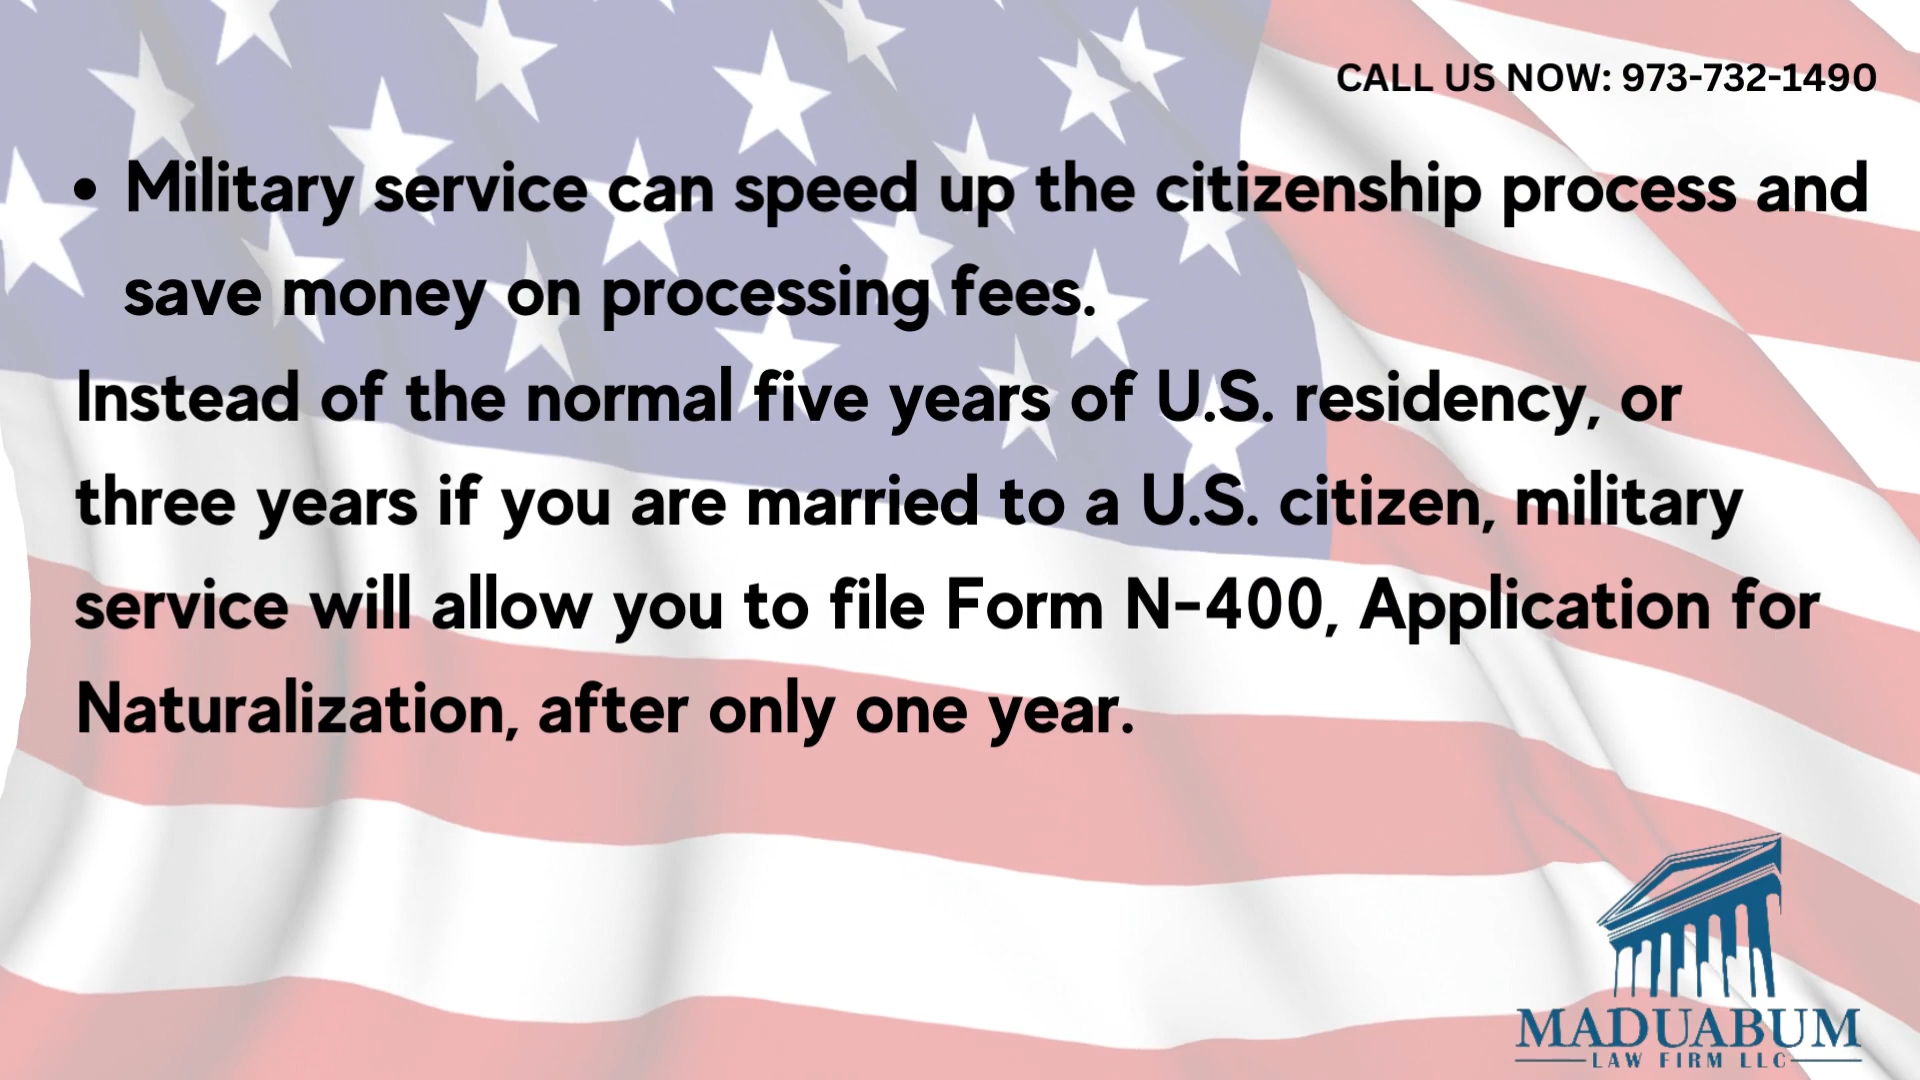 CALL US NOW: 973-732-1490
• Military service can speed up the citizenship process and
save money on processing fees.
Instead of the normal five years of U.S. residency, or
three years if you are married to a U.S. citizen, military
service will allow you to file Form N-400, Application for
Naturalization, after only one year.
MADUABUM
LAW FIRM LLC